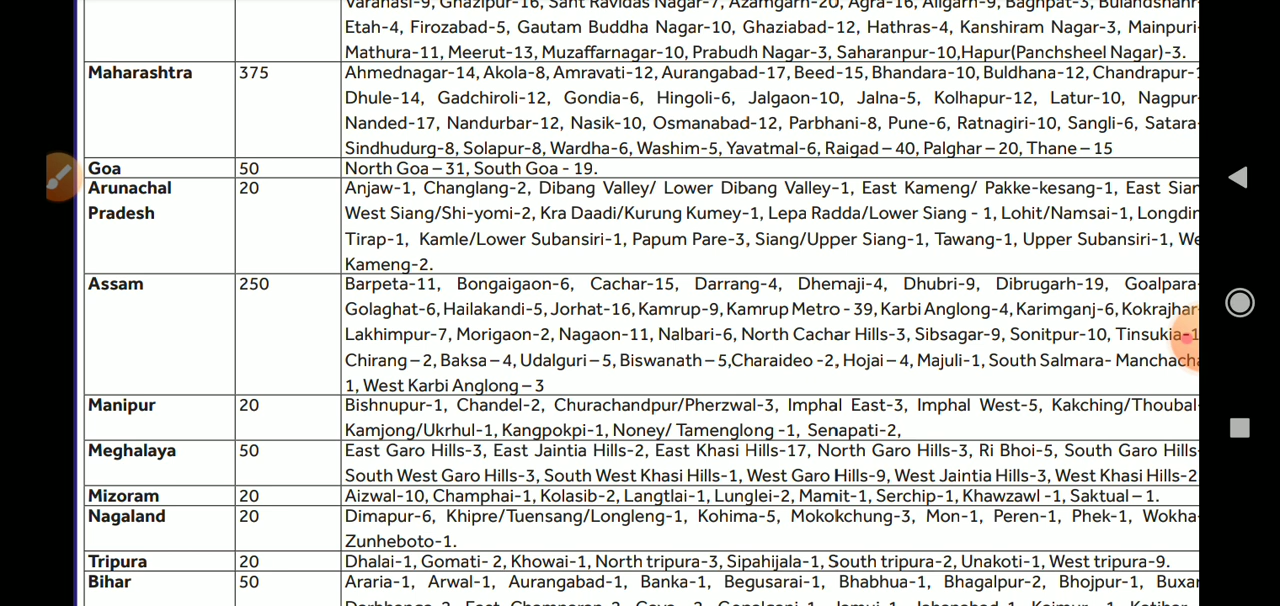 Varanasi-9, Ghazipur-16, Sant Ravidas Nagar-7, Azamgarh-20, Agra-16, Aligarh-9, Baghpat-3, Bulandshahr-
Etah-4, Firozabad-5, Gautam Buddha Nagar-10, Ghaziabad-12, Hathras-4, Kanshiram Nagar-3, Mainpuri-
Mathura-11, Meerut-13, Muzaffarnagar-10, Prabudh Nagar-3, Saharanpur-10,Hapur(Panchsheel Nagar)-3.
Maharashtra 375 Ahmednagar-14, Akola-8, Amravati-12, Aurangabad-17, Beed-15, Bhandara-10, Buldhana-12, Chandrapur-1
Dhule-14, Gadchiroli-12, Gondia-6, Hingoli-6, Jalgaon-10, Jalna-5, Kolhapur-12, Latur-10, Nagpur-
Nanded-17, Nandurbar-12, Nasik-10, Osmanabad-12, Parbhani-8, Pune-6, Ratnagiri-10, Sangli-6, Satara-
Sindhudurg-8, Solapur-8, Wardha-6, Washim-5, Yavatmal-6, Raigad – 40, Palghar – 20, Thane – 15
Goa 50 North Goa – 31, South Goa - 19.
Arunachal 20 Anjaw-1, Changlang-2, Dibang Valley/ Lower Dibang Valley-1, East Kameng/ Pakke-kesang-1, East Sian
Pradesh West Siang/Shi-yomi-2, Kra Daadi/Kurung Kumey-1, Lepa Radda/Lower Siang - 1, Lohit/Namsai-1, Longdin
Tirap-1, Kamle/Lower Subansiri-1, Papum Pare-3, Siang/Upper Siang-1, Tawang-1, Upper Subansiri-1, We
Kameng-2.
Assam 250 Barpeta-11, Bongaigaon-6, Cachar-15, Darrang-4, Dhemaji-4, Dhubri-9, Dibrugarh-19, Goalpara-
Golaghat-6, Hailakandi-5, Jorhat-16, Kamrup-9, Kamrup Metro - 39, Karbi Anglong-4, Karimganj-6, Kokrajhar-
Lakhimpur-7, Morigaon-2, Nagaon-11, Nalbari-6, North Cachar Hills-3, Sibsagar-9, Sonitpur-10, Tinsukia-1
Chirang – 2, Baksa – 4, Udalguri – 5, Biswanath – 5,Charaideo -2, Hojai – 4, Majuli-1, South Salmara- Manchach
1, West Karbi Anglong – 3
Manipur 20 Bishnupur-1, Chandel-2, Churachandpur/Pherzwal-3, Imphal East-3, Imphal West-5, Kakching/Thoubal-
Kamjong/Ukrhul-1, Kangpokpi-1, Noney/ Tamenglong -1, Senapati-2,
Meghalaya 50 East Garo Hills-3, East Jaintia Hills-2, East Khasi Hills-17, North Garo Hills-3, Ri Bhoi-5, South Garo Hills-
South West Garo Hills-3, South West Khasi Hills-1, West Garo Hills-9, West Jaintia Hills-3, West Khasi Hills-2
Mizoram 20 Aizwal-10, Champhai-1, Kolasib-2, Langtlai-1, Lunglei-2, Mamit-1, Serchip-1, Khawzawl -1, Saktual – 1.
Nagaland 20 Dimapur-6, Khipre/Tuensang/Longleng-1, Kohima-5, Mokokchung-3, Mon-1, Peren-1, Phek-1, Wokha-
Zunheboto-1.
Tripura 20 Dhalai-1, Gomati- 2, Khowai-1, North tripura-3, Sipahijala-1, South tripura-2, Unakoti-1, West tripura-9.
Bihar 50 Araria-1, Arwal-1, Aurangabad-1, Banka-1, Begusarai-1, Bhabhua-1, Bhagalpur-2, Bhojpur-1, Buxar